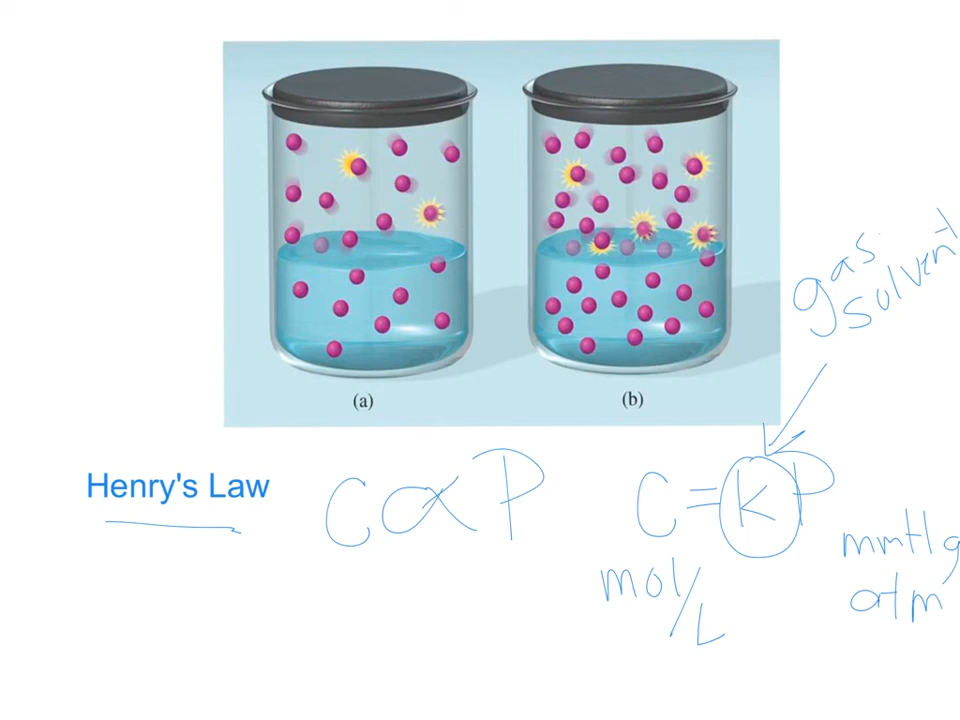 (a)
(b)
gas
solvent
Henry's Law
C ∝ P
C = kP
mol/L
mmHg
atm